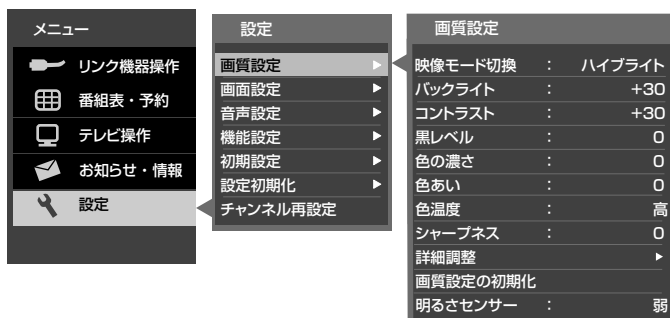 メニュー
リンク機器操作
番組表・予約
テレビ操作
お知らせ・情報
設定
設定
画質設定
画面設定
音声設定
機能設定
初期設定
設定初期化
チャンネル再設定
画質設定
映像モード切換 : ハイブライト
バックライト : +30
コントラスト : +30
黒レベル : 0
色の濃さ : 0
色あい : 0
色温度 : 高
シャープネス : 0
詳細調整
画質設定の初期化
明るさセンサー : 弱